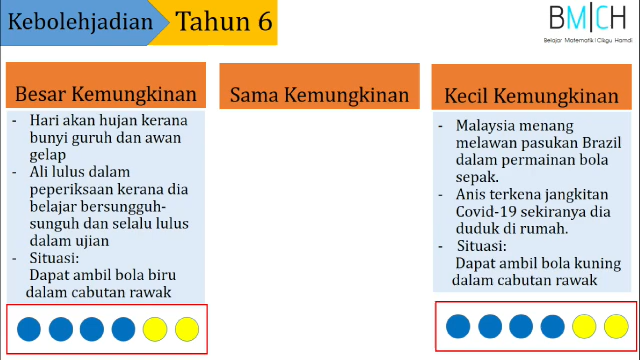 Kebolehjadian
Tahun 6
BM|CH
Belajar Matematik|Cikgu Hamdi
Besar Kemungkinan
- Hari akan hujan kerana
bunyi guruh dan awan
gelap
- Ali lulus dalam
peperiksaan kerana dia
belajar bersungguh-
sunguh dan selalu lulus
dalam ujian
- Situasi:
Dapat ambil bola biru
dalam cabutan rawak
Sama Kemungkinan
Kecil Kemungkinan
- Malaysia menang
melawan pasukan Brazil
dalam permainan bola
sepak.
- Anis terkena jangkitan
Covid-19 sekiranya dia
duduk di rumah.
- Situasi:
Dapat ambil bola kuning
dalam cabutan rawak